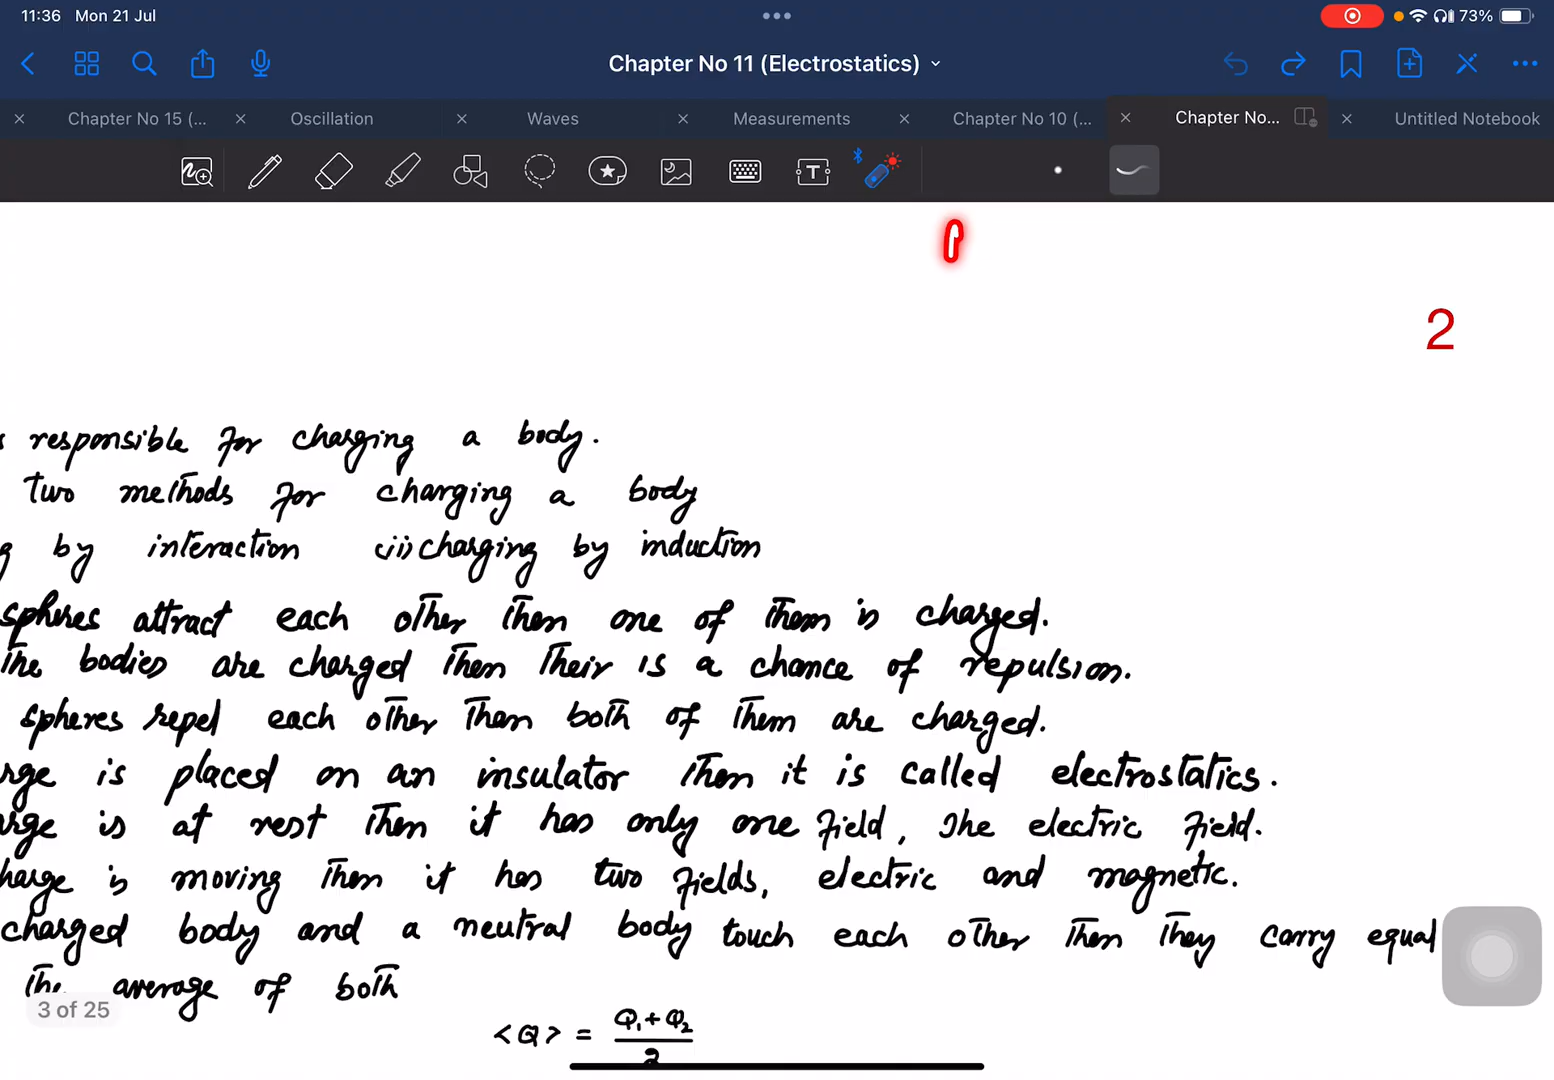 11:36 Mon 21 Jul
73%
Chapter No 11 (Electrostatics)
Chapter No 15 (...
Oscillation
Waves
Measurements
Chapter No 10 (...
Chapter No...
Untitled Notebook
2
s responsible for charging a body.
two methods for charging a body
g by interaction (ii) charging by induction
spheres attract each other then one of them is charged.
The bodies are charged then their is a chance of repulsion.
spheres repel each other then both of them are charged.
rge is placed on an insulator then it is called electrostatics.
arge is at rest then it has only one field, the electric field.
harge is moving then it has two fields, electric and magnetic.
charged body and a neutral body touch each other then they carry equal
the average of both
3 of 25
<Q> = Q₁ + Q₂
2